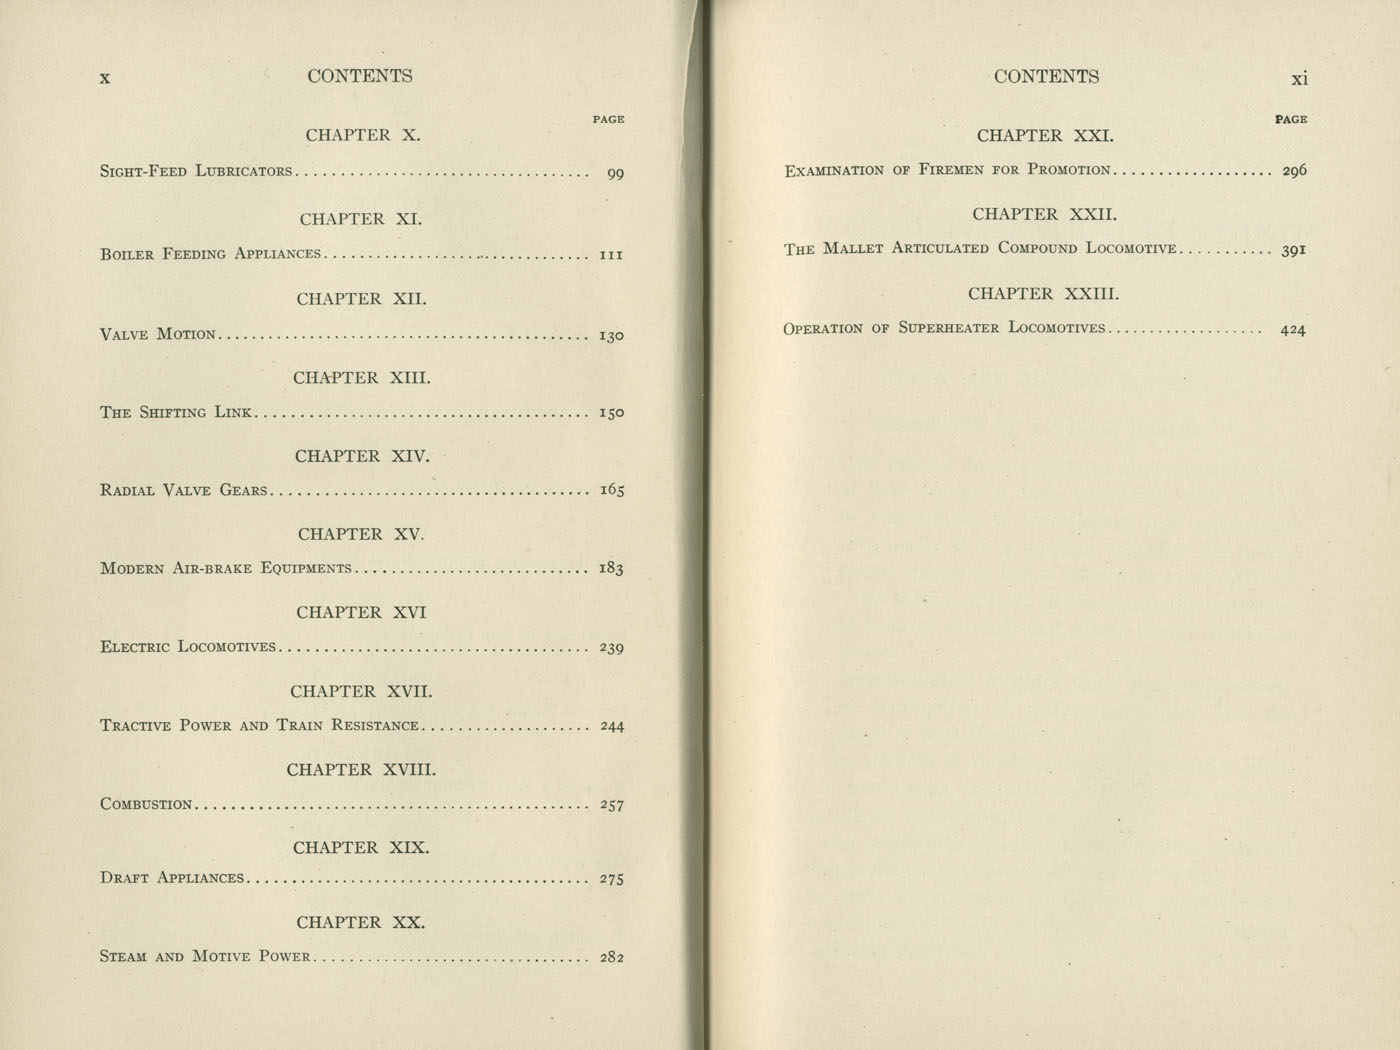 x CONTENTS
PAGE
CHAPTER X.
Sight-Feed Lubricators.................................. 99
CHAPTER XI.
Boiler Feeding Appliances............................... 111
CHAPTER XII.
Valve Motion........................................... 130
CHAPTER XIII.
The Shifting Link...................................... 150
CHAPTER XIV.
Radial Valve Gears..................................... 165
CHAPTER XV.
Modern Air-brake Equipments........................... 183
CHAPTER XVI
Electric Locomotives................................... 239
CHAPTER XVII.
Tractive Power and Train Resistance................... 244
CHAPTER XVIII.
Combustion............................................ 257
CHAPTER XIX.
Draft Appliances...................................... 275
CHAPTER XX.
Steam and Motive Power................................ 282
CONTENTS xi
PAGE
CHAPTER XXI.
Examination of Firemen for Promotion.................. 296
CHAPTER XXII.
The Mallet Articulated Compound Locomotive........... 391
CHAPTER XXIII.
Operation of Superheater Locomotives.................. 424